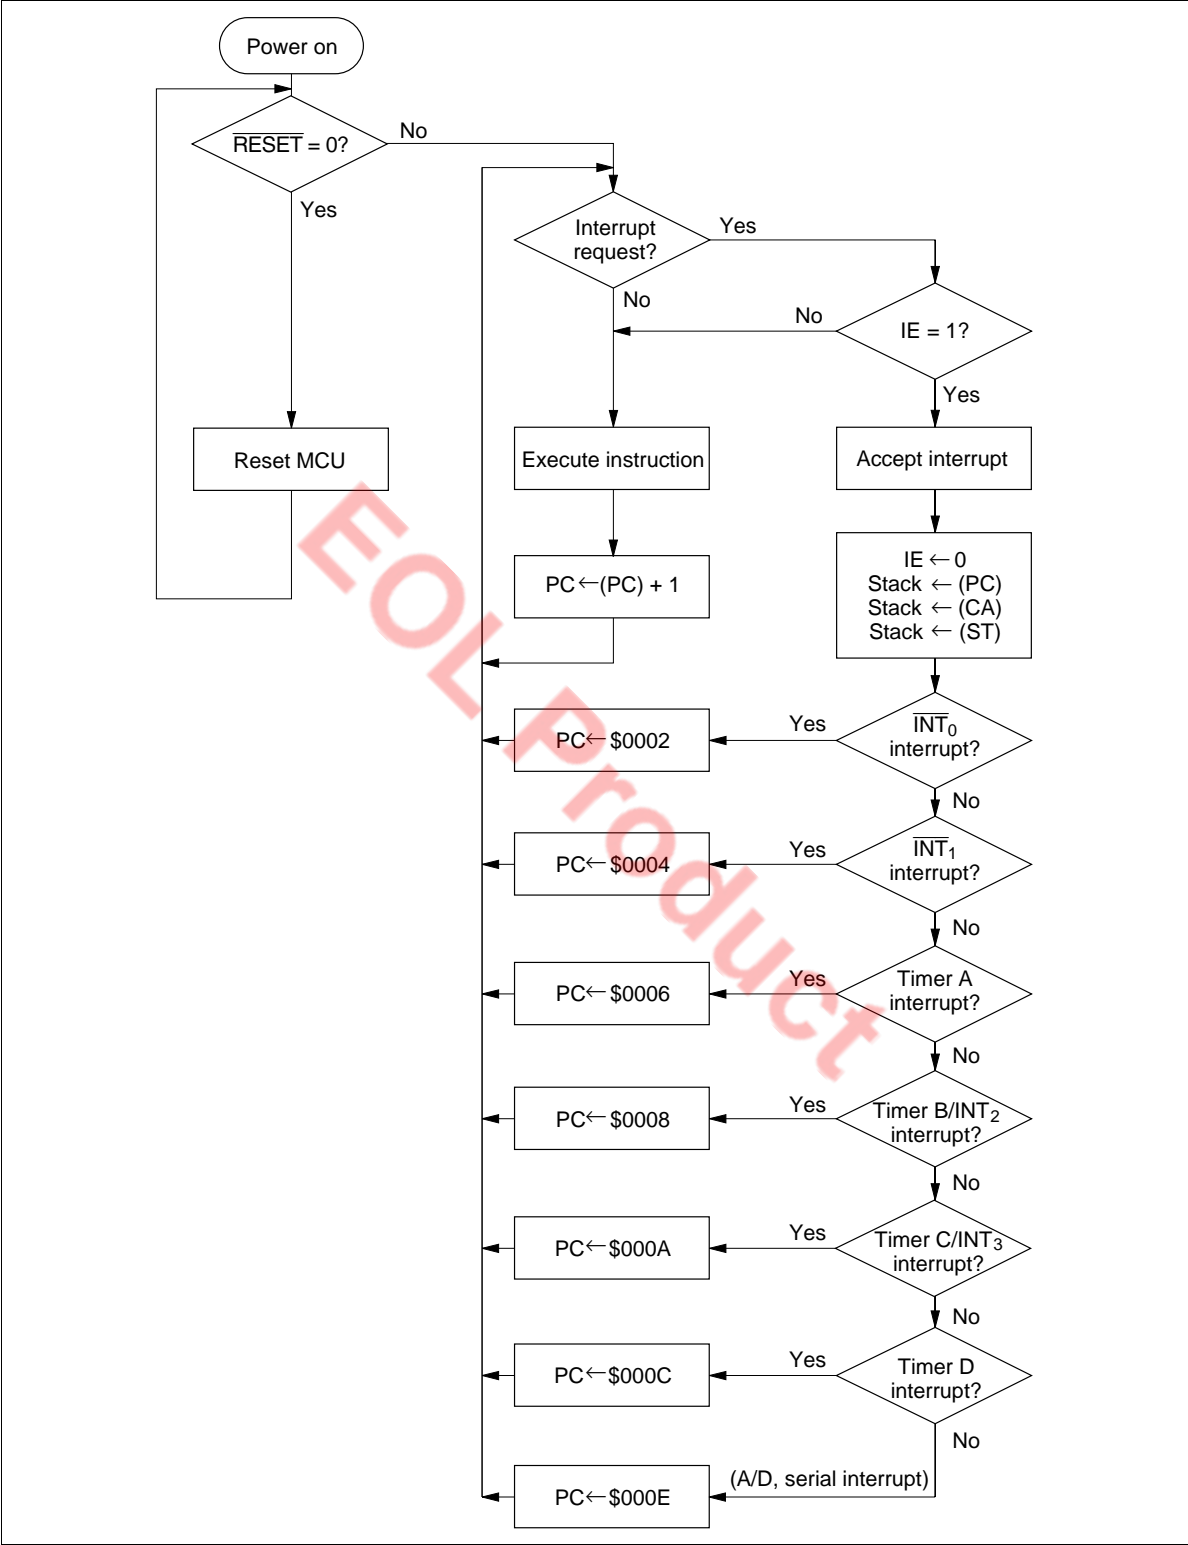 Power on
RESET = 0?
No
Yes
Interrupt
request?
Yes
No
IE = 1?
No
Yes
Reset MCU
Execute instruction
Accept interrupt
PC ← (PC) + 1
IE ← 0
Stack ← (PC)
Stack ← (CA)
Stack ← (ST)
PC ← $0002
Yes
INT0
interrupt?
No
PC ← $0004
Yes
INT1
interrupt?
No
PC ← $0006
Yes
Timer A
interrupt?
No
PC ← $0008
Yes
Timer B/INT2
interrupt?
No
PC ← $000A
Yes
Timer C/INT3
interrupt?
No
PC ← $000C
Yes
Timer D
interrupt?
No
PC ← $000E
(A/D, serial interrupt)
EOL Product